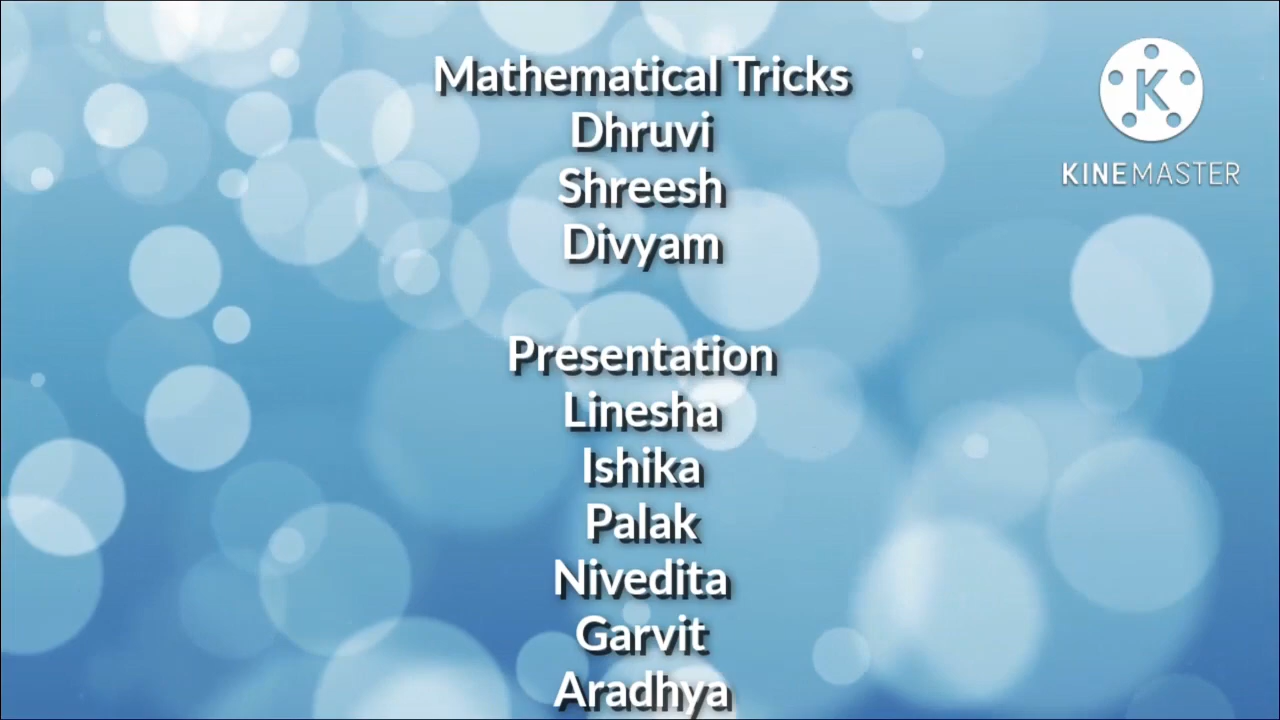 Mathematical Tricks
Dhruvi
Shreesh
Divyam
Presentation
Linesha
Ishika
Palak
Nivedita
Garvit
Aradhya
K
KINEMASTER